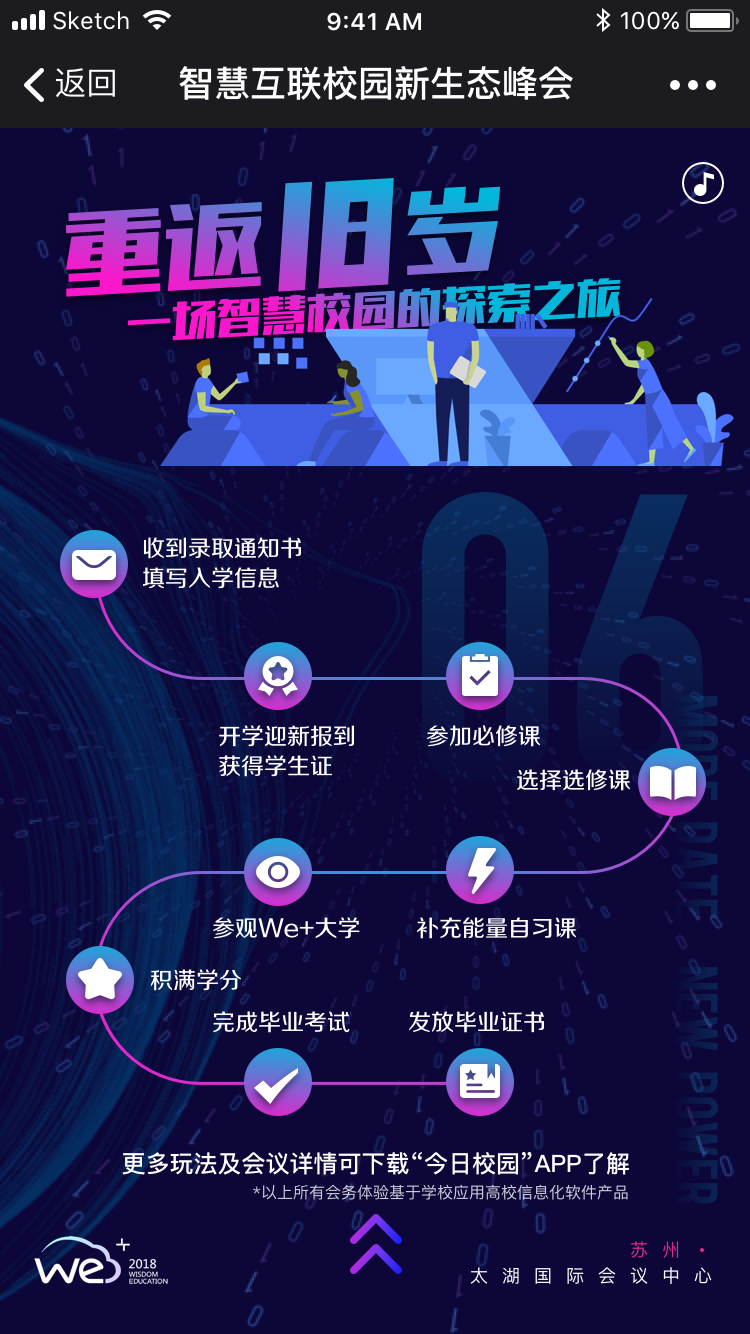 Sketch 9:41 AM 100%
返回 智慧互联校园新生态峰会
重返18岁
一场智慧校园的探索之旅
06
收到录取通知书
填写入学信息
开学迎新报到
获得学生证
参加必修课
选择选修课
MORE DATE NEW POWER
参观We+大学
补充能量自习课
积满学分
完成毕业考试
发放毕业证书
更多玩法及会议详情可下载“今日校园”APP了解
*以上所有会务体验基于学校应用高校信息化软件产品
we+
2018
WISDOM
EDUCATION
苏州·
太湖国际会议中心